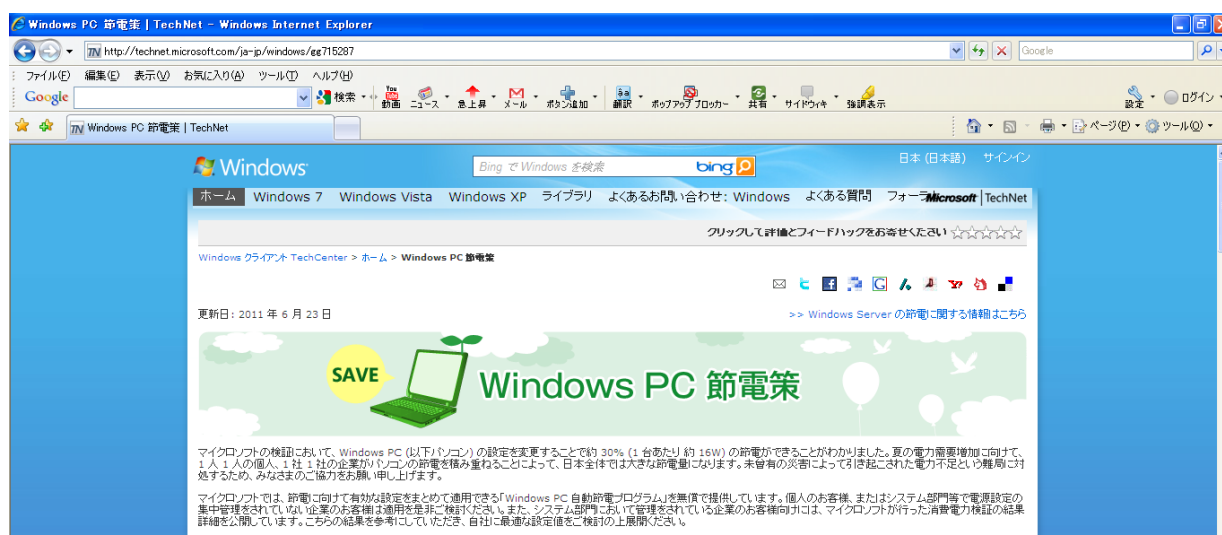 Windows PC 節電策 | TechNet - Windows Internet Explorer
http://technet.microsoft.com/ja-jp/windows/gg715287
Google
ファイル(F) 編集(E) 表示(V) お気に入り(A) ツール(T) ヘルプ(H)
Google 検索 You 動画 ニュース 急上昇 メール ボタン追加 翻訳 ポップアップ ブロッカー 共有 サイドウィキ 強調表示 設定 ログイン
Windows PC 節電策 | TechNet ページ(P) ツール(O)
Windows Bing で Windows を検索 bing 日本 (日本語) サインイン
ホーム Windows 7 Windows Vista Windows XP ライブラリ よくあるお問い合わせ: Windows よくある質問 フォーラ Microsoft | TechNet
クリックして評価とフィードバックをお寄せください
Windows クライアント TechCenter > ホーム > Windows PC 節電策
更新日: 2011 年 6 月 23 日 >> Windows Server の節電に関する情報はこちら
SAVE
Windows PC 節電策
マイクロソフトの検証において、Windows PC (以下パソコン) の設定を変更することで約 30% (1 台あたり 約 16W) の節電ができることがわかりました。夏の電力需要増加に向けて、
1 人 1 人の個人、1 社 1 社の企業がパソコンの節電を積み重ねることによって、日本全体では大きな節電量になります。未曾有の災害によって引き起こされた電力不足という難局に対
処するため、みなさまのご協力をお願い申し上げます。
マイクロソフトでは、節電に向けて有効な設定をまとめて適用できる「Windows PC 自動節電プログラム」を無償で提供しています。個人のお客様、またはシステム部門等で電源設定の
集中管理をされていない企業のお客様は適用を是非ご検討ください。また、システム部門において管理をされている企業のお客様向けには、マイクロソフトが行った消費電力検証の結果
詳細を公開しています。こちらの結果を参考にしていただき、自社に最適な設定値をご検討の上展開ください。